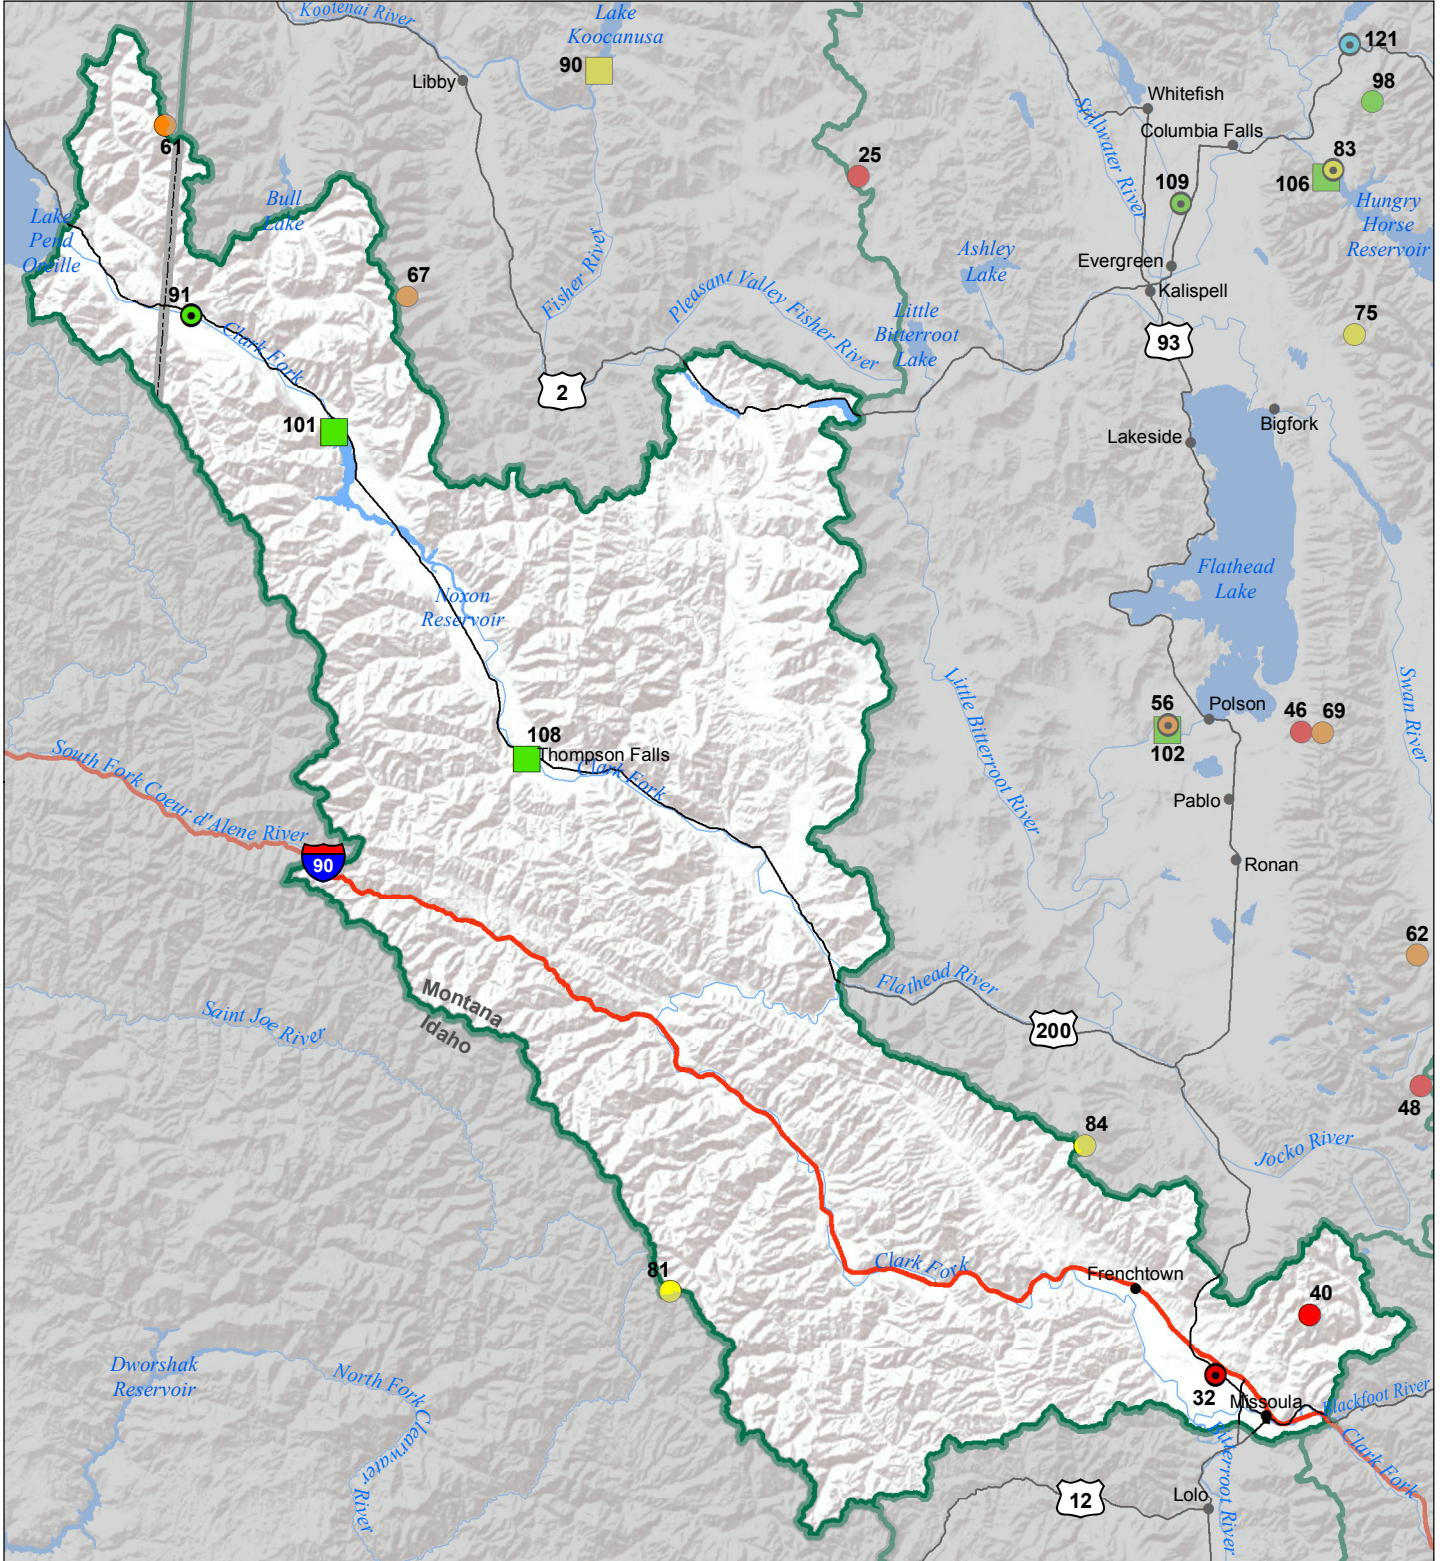 Kootenai River
Lake
Koocanusa
90
Libby
121
98
Whitefish
Columbia Falls
Stillwater River
83
106
25
109
Hungry
Horse
Reservoir
61
Bull
Lake
Lake
Pend
Oreille
67
Fisher River
Pleasant Valley Fisher River
Ashley
Lake
Evergreen
Kalispell
Little
Bitterroot
Lake
93
75
91
Clark Fork
2
101
Lakeside
Bigfork
Noxon
Reservoir
Flathead
Lake
Little Bitterroot River
Swan River
56
102
Polson
46
69
108
Thompson Falls
Clark Fork
South Fork Coeur d'Alene River
90
Pablo
Ronan
62
Flathead River
200
Montana
Idaho
Saint Joe River
48
84
Jocko River
81
Clark Fork
Frenchtown
40
32
Missoula
Blackfoot River
Bitterroot River
Clark Fork
Dworshak
Reservoir
North Fork Clearwater
River
12
Lolo